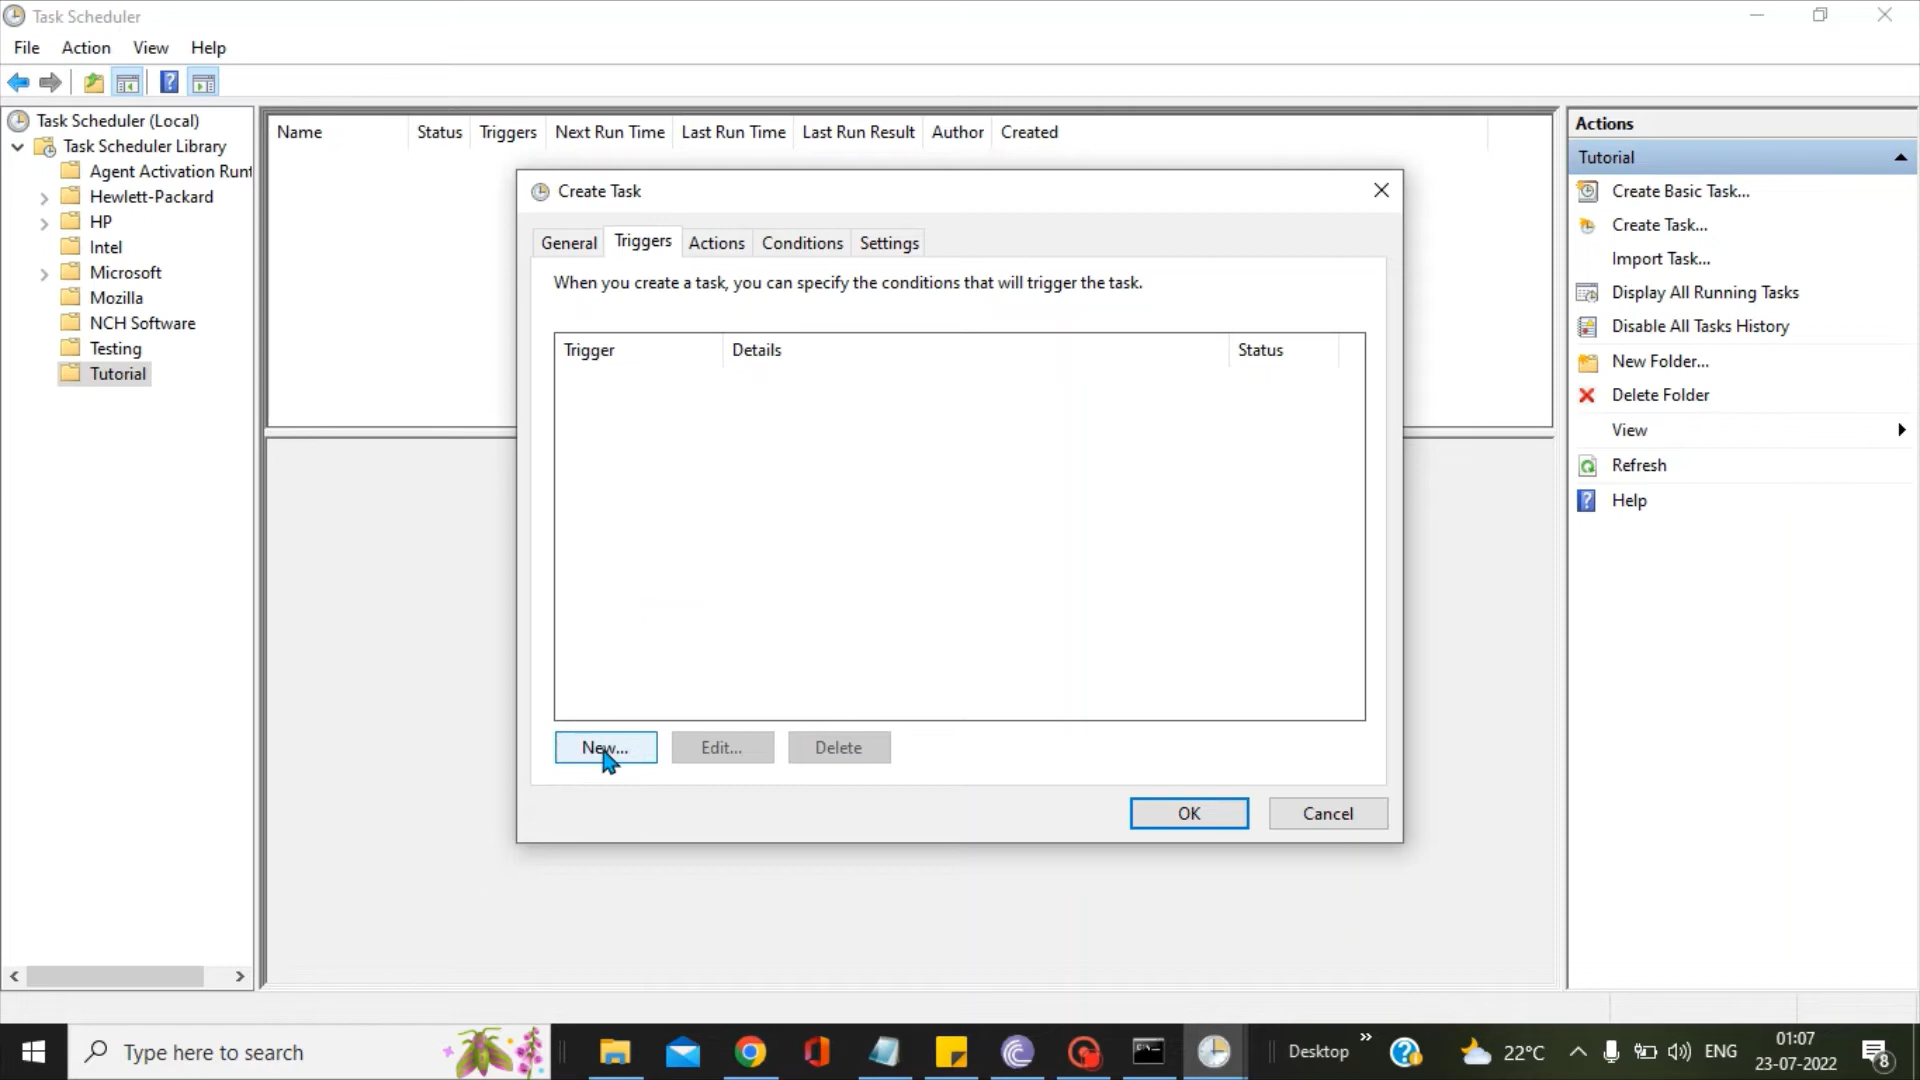 Task Scheduler
File Action View Help
Task Scheduler (Local)
Task Scheduler Library
Agent Activation Runt
Hewlett-Packard
HP
Intel
Microsoft
Mozilla
NCH Software
Testing
Tutorial
Name Status Triggers Next Run Time Last Run Time Last Run Result Author Created
Create Task
General Triggers Actions Conditions Settings
When you create a task, you can specify the conditions that will trigger the task.
Trigger Details Status
New... Edit... Delete
OK Cancel
Actions
Tutorial
Create Basic Task...
Create Task...
Import Task...
Display All Running Tasks
Disable All Tasks History
New Folder...
Delete Folder
View
Refresh
Help
Type here to search
Desktop
22°C
ENG
01:07
23-07-2022
8